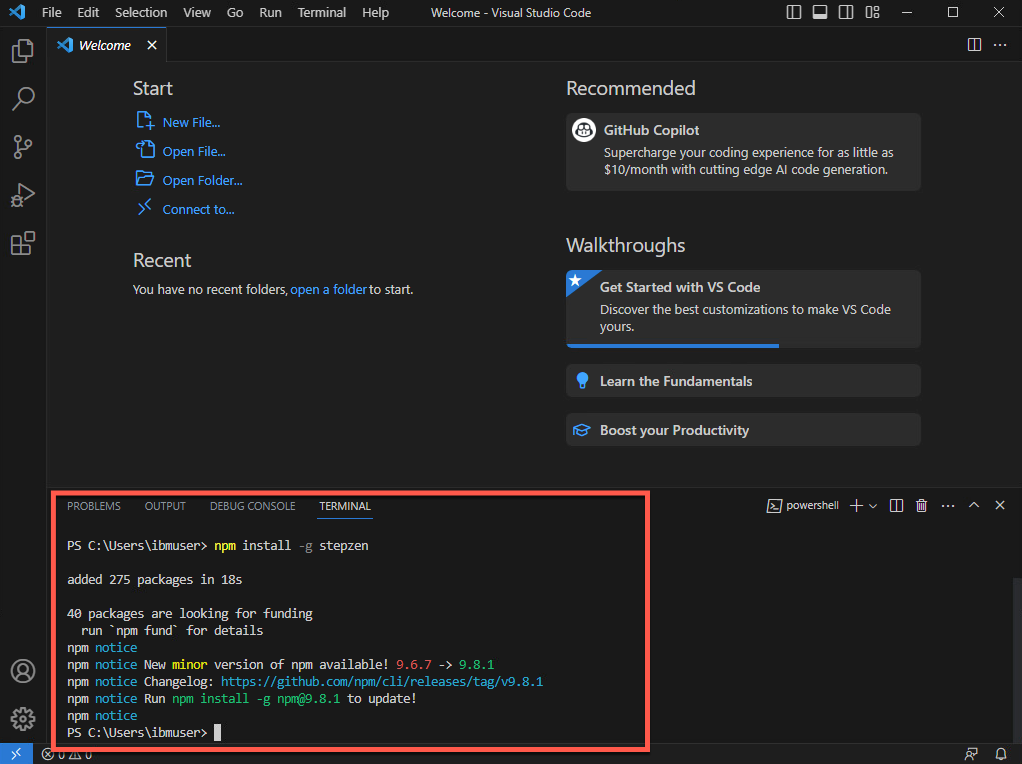 File Edit Selection View Go Run Terminal Help Welcome - Visual Studio Code
Welcome
Start
New File...
Open File...
Open Folder...
Connect to...
Recent
You have no recent folders, open a folder to start.
Recommended
GitHub Copilot
Supercharge your coding experience for as little as
$10/month with cutting edge AI code generation.
Walkthroughs
Get Started with VS Code
Discover the best customizations to make VS Code
yours.
Learn the Fundamentals
Boost your Productivity
PROBLEMS OUTPUT DEBUG CONSOLE TERMINAL powershell
PS C:\Users\ibmuser> npm install -g stepzen
added 275 packages in 18s
40 packages are looking for funding
run `npm fund` for details
npm notice
npm notice New minor version of npm available! 9.6.7 -> 9.8.1
npm notice Changelog: https://github.com/npm/cli/releases/tag/v9.8.1
npm notice Run npm install -g npm@9.8.1 to update!
npm notice
PS C:\Users\ibmuser>
0 0